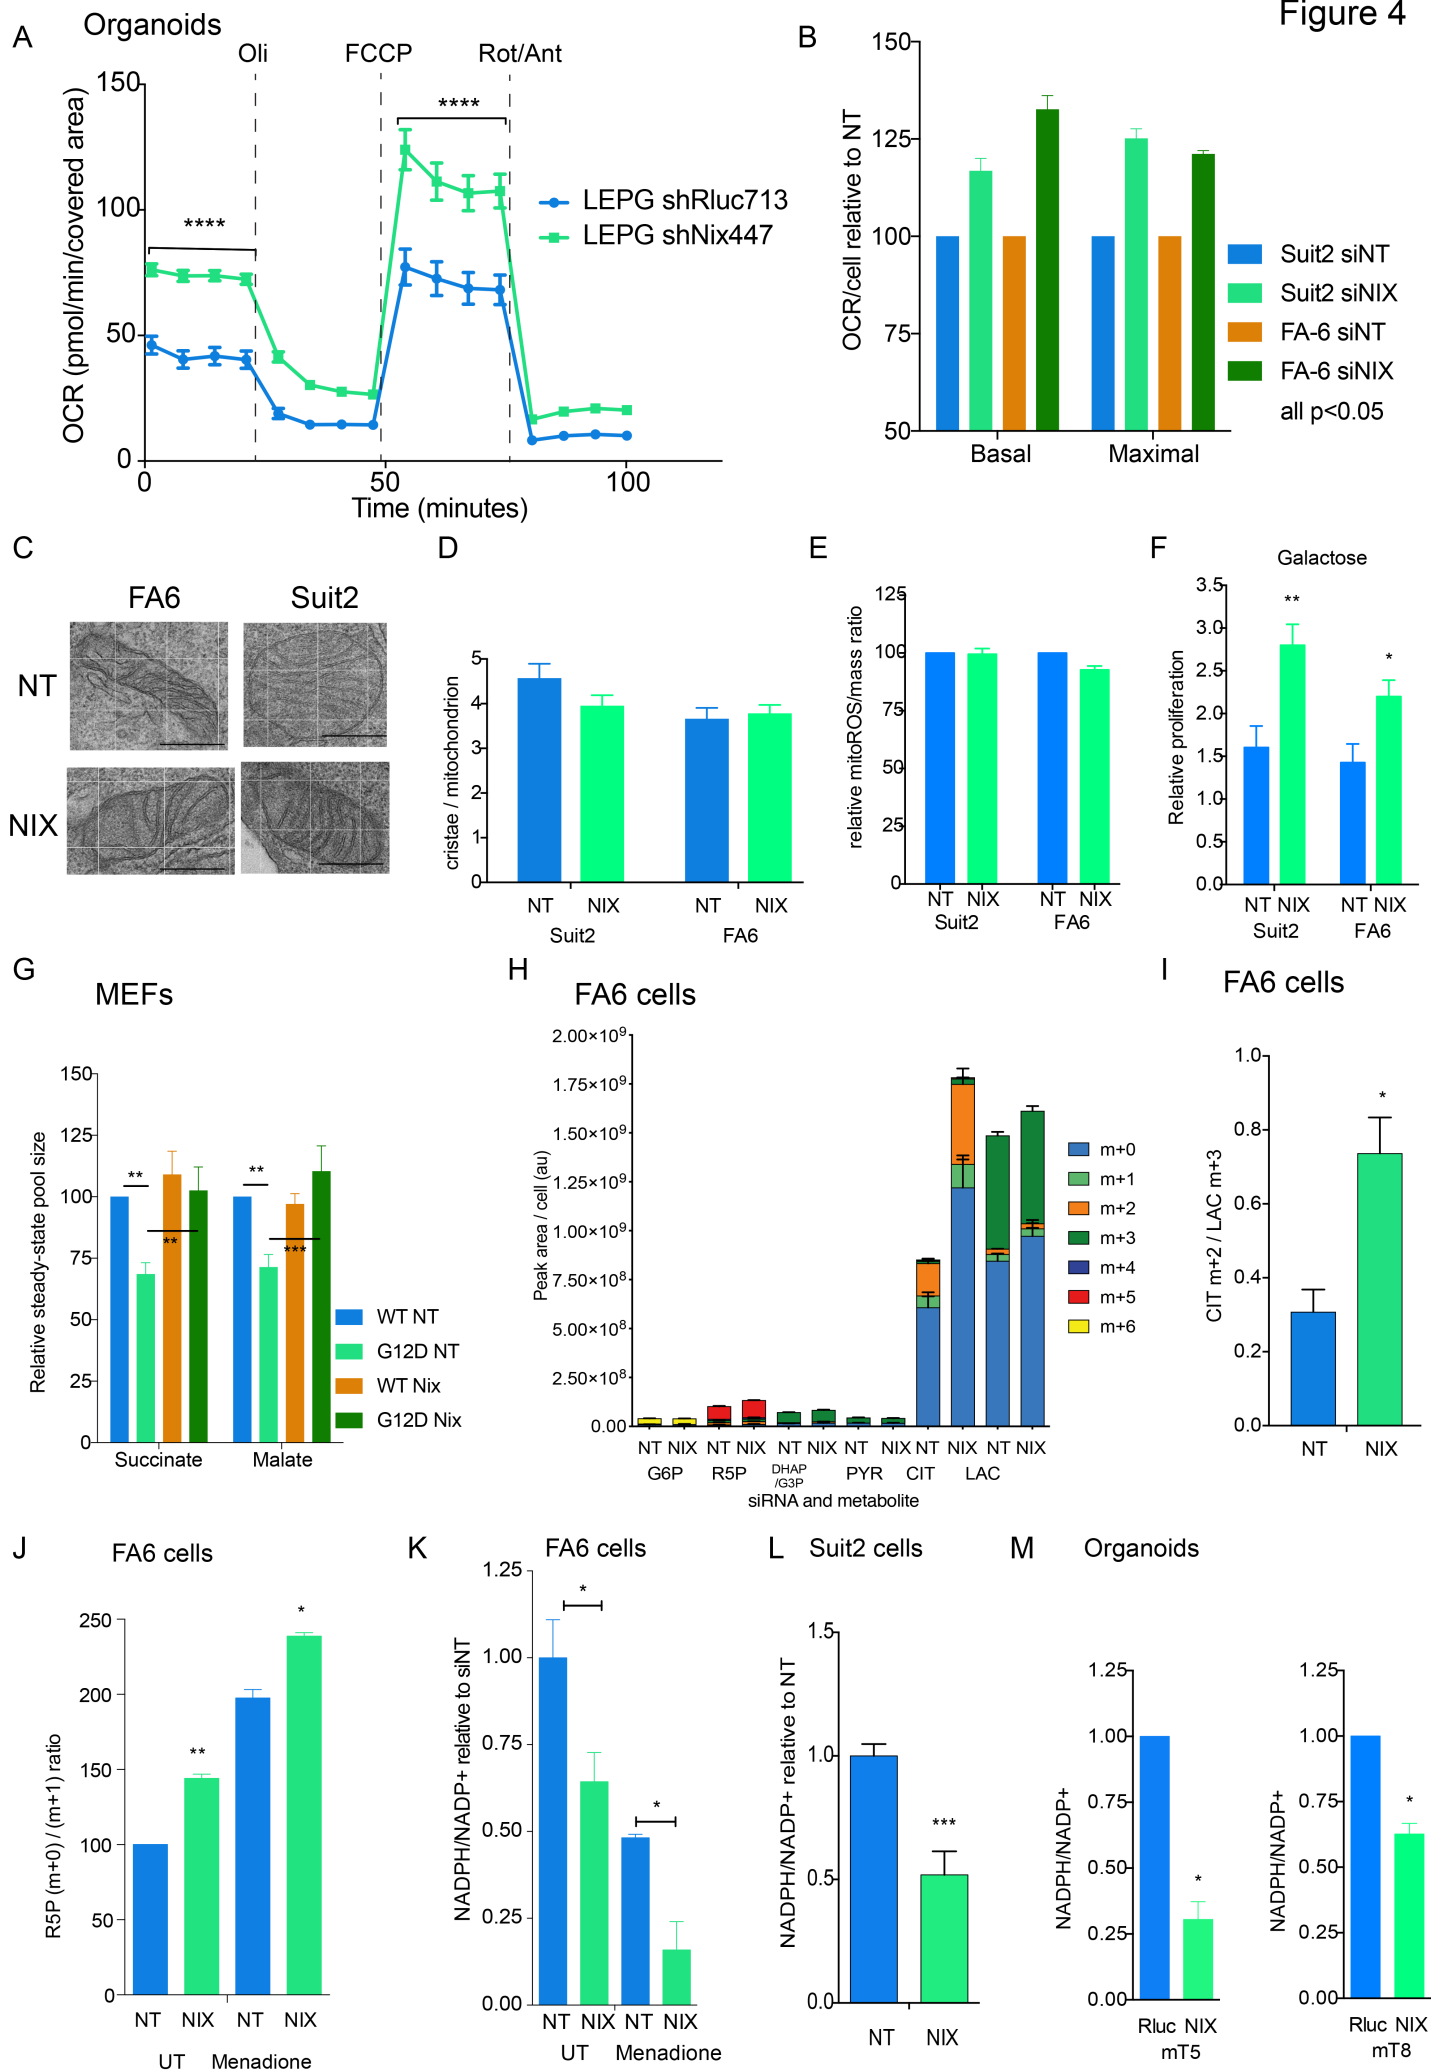 Figure 4
A
Organoids
Oli
FCCP
Rot/Ant
****
****
OCR (pmol/min/covered area)
150
100
50
0
0
50
100
Time (minutes)
LEPG shRluc713
LEPG shNix447
B
OCR/cell relative to NT
150
125
100
75
50
Basal
Maximal
Suit2 siNT
Suit2 siNIX
FA-6 siNT
FA-6 siNIX
all p<0.05
C
FA6
Suit2
NT
NIX
D
cristae / mitochondrion
5
4
3
2
1
0
NT
NIX
NT
NIX
Suit2
FA6
E
relative mitoROS/mass ratio
125
100
75
50
25
0
NT
NIX
NT
NIX
Suit2
FA6
F
Galactose
Relative proliferation
3.5
3.0
2.5
2.0
1.5
1.0
0.5
0.0
**
*
NT NIX
NT NIX
Suit2
FA6
G
MEFs
Relative steady-state pool size
150
125
100
75
50
25
0
**
**
**
***
Succinate
Malate
WT NT
G12D NT
WT Nix
G12D Nix
H
FA6 cells
Peak area / cell (au)
2.00×10⁹
1.75×10⁹
1.50×10⁹
1.25×10⁹
1.00×10⁹
7.50×10⁸
5.00×10⁸
2.50×10⁸
0.00
NT NIX NT NIX NT NIX NT NIX NT NIX NT NIX
G6P
R5P
DHAP
/G3P
PYR
CIT
LAC
siRNA and metabolite
m+0
m+1
m+2
m+3
m+4
m+5
m+6
I
FA6 cells
CIT m+2 / LAC m+3
1.0
0.8
0.6
0.4
0.2
0.0
*
NT
NIX
J
FA6 cells
R5P (m+0) / (m+1) ratio
250
200
150
100
50
0
**
*
NT
NIX
NT
NIX
UT
Menadione
K
FA6 cells
NADPH/NADP+ relative to siNT
1.25
1.00
0.75
0.50
0.25
0.00
*
*
NT
NIX
NT
NIX
UT
Menadione
L
Suit2 cells
NADPH/NADP+ relative to NT
1.5
1.0
0.5
0.0
***
NT
NIX
M
Organoids
NADPH/NADP+
1.25
1.00
0.75
0.50
0.25
0.00
*
Rluc NIX
mT5
NADPH/NADP+
1.25
1.00
0.75
0.50
0.25
0.00
*
Rluc NIX
mT8